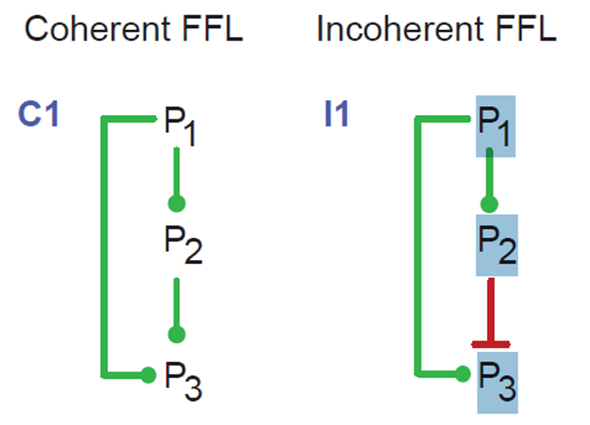 Coherent FFL
Incoherent FFL
C1
P₁
P₂
P₃
I1
P₁
P₂
P₃